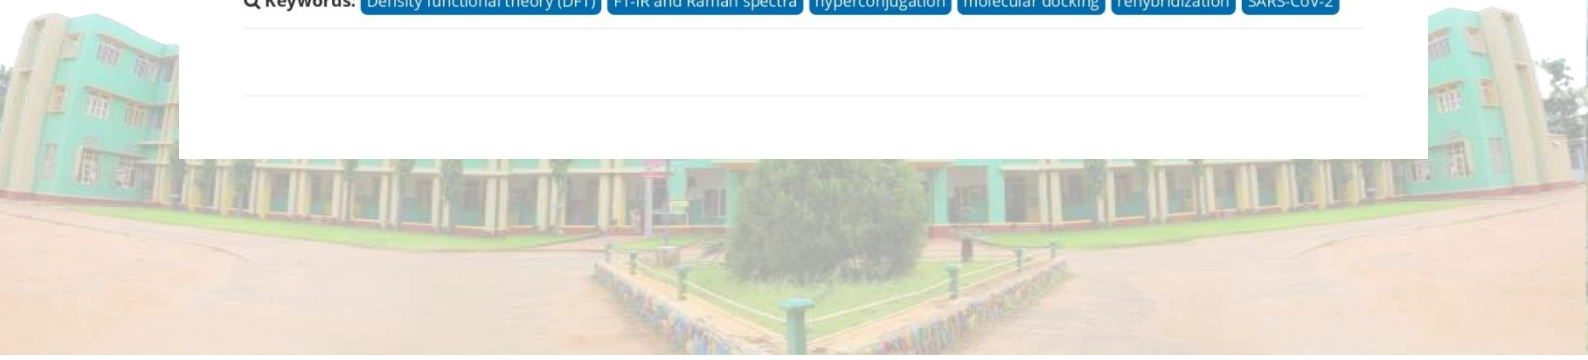 Keywords: Density functional theory (DFT) FT-IR and Raman spectra hyperconjugation molecular docking rehybridization SARS-CoV-2